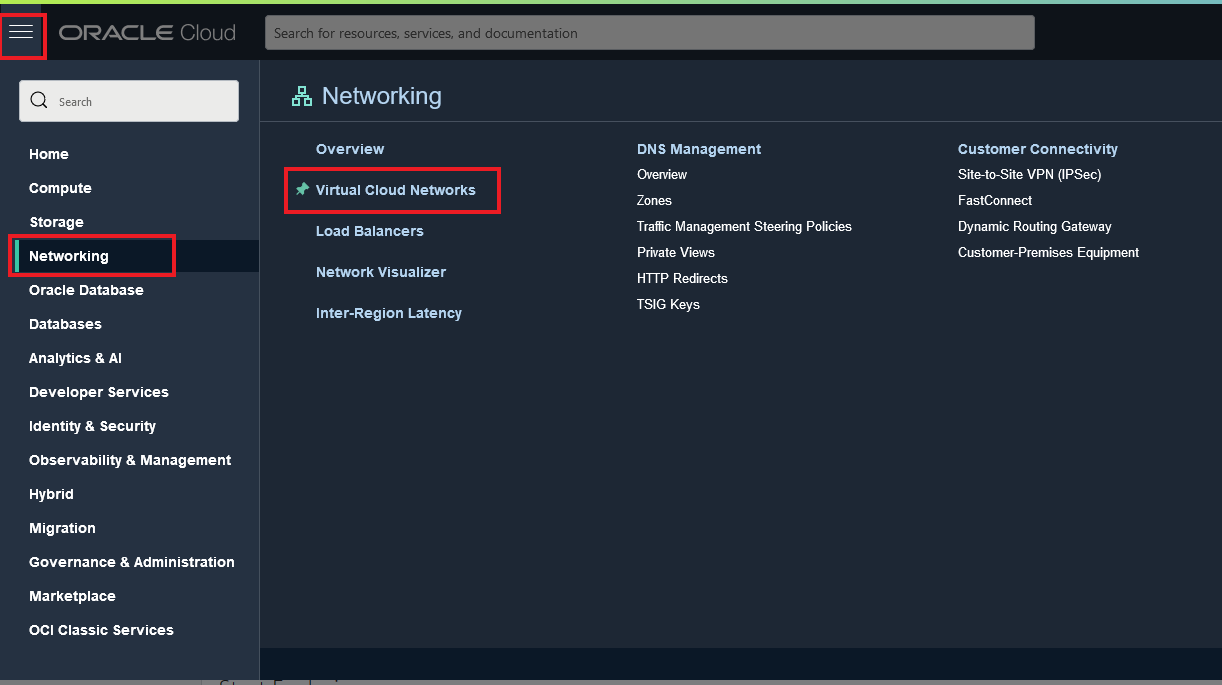 ORACLE Cloud
Search for resources, services, and documentation
Search
Home
Compute
Storage
Networking
Oracle Database
Databases
Analytics & AI
Developer Services
Identity & Security
Observability & Management
Hybrid
Migration
Governance & Administration
Marketplace
OCI Classic Services
Networking
Overview
Virtual Cloud Networks
Load Balancers
Network Visualizer
Inter-Region Latency
DNS Management
Overview
Zones
Traffic Management Steering Policies
Private Views
HTTP Redirects
TSIG Keys
Customer Connectivity
Site-to-Site VPN (IPSec)
FastConnect
Dynamic Routing Gateway
Customer-Premises Equipment